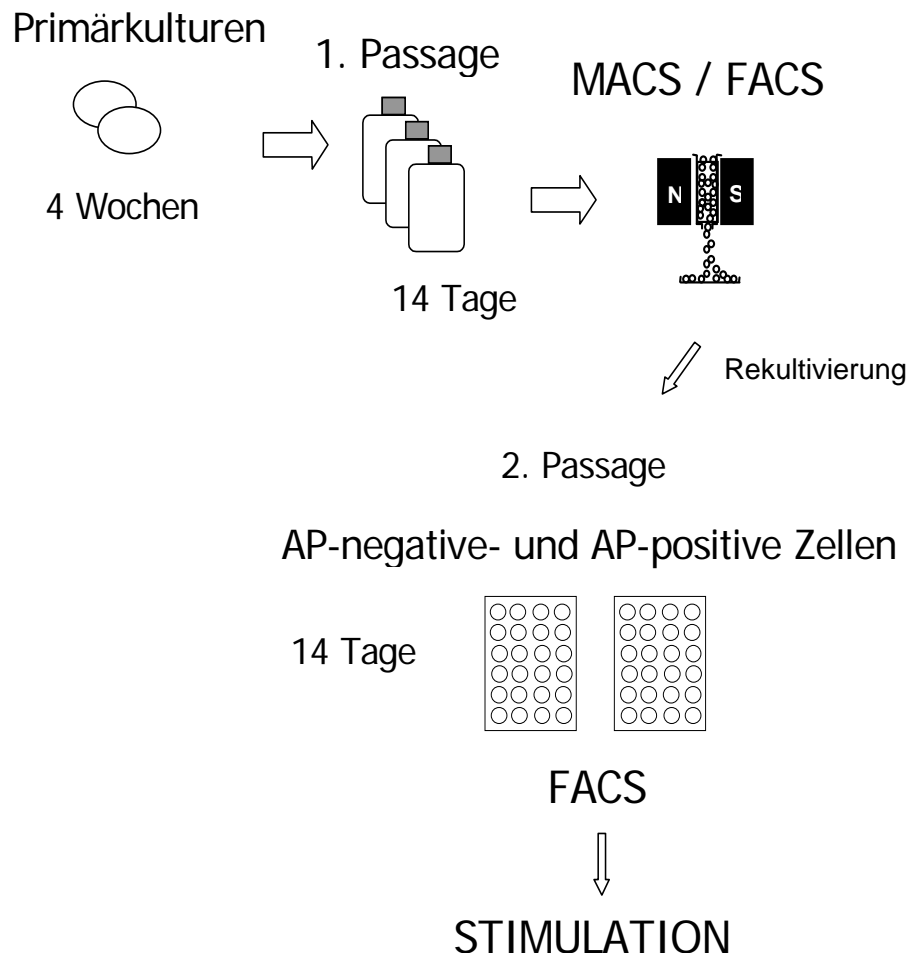 Primärkulturen
1. Passage
MACS / FACS
4 Wochen
N S
14 Tage
Rekultivierung
2. Passage
AP-negative- und AP-positive Zellen
14 Tage
FACS
STIMULATION